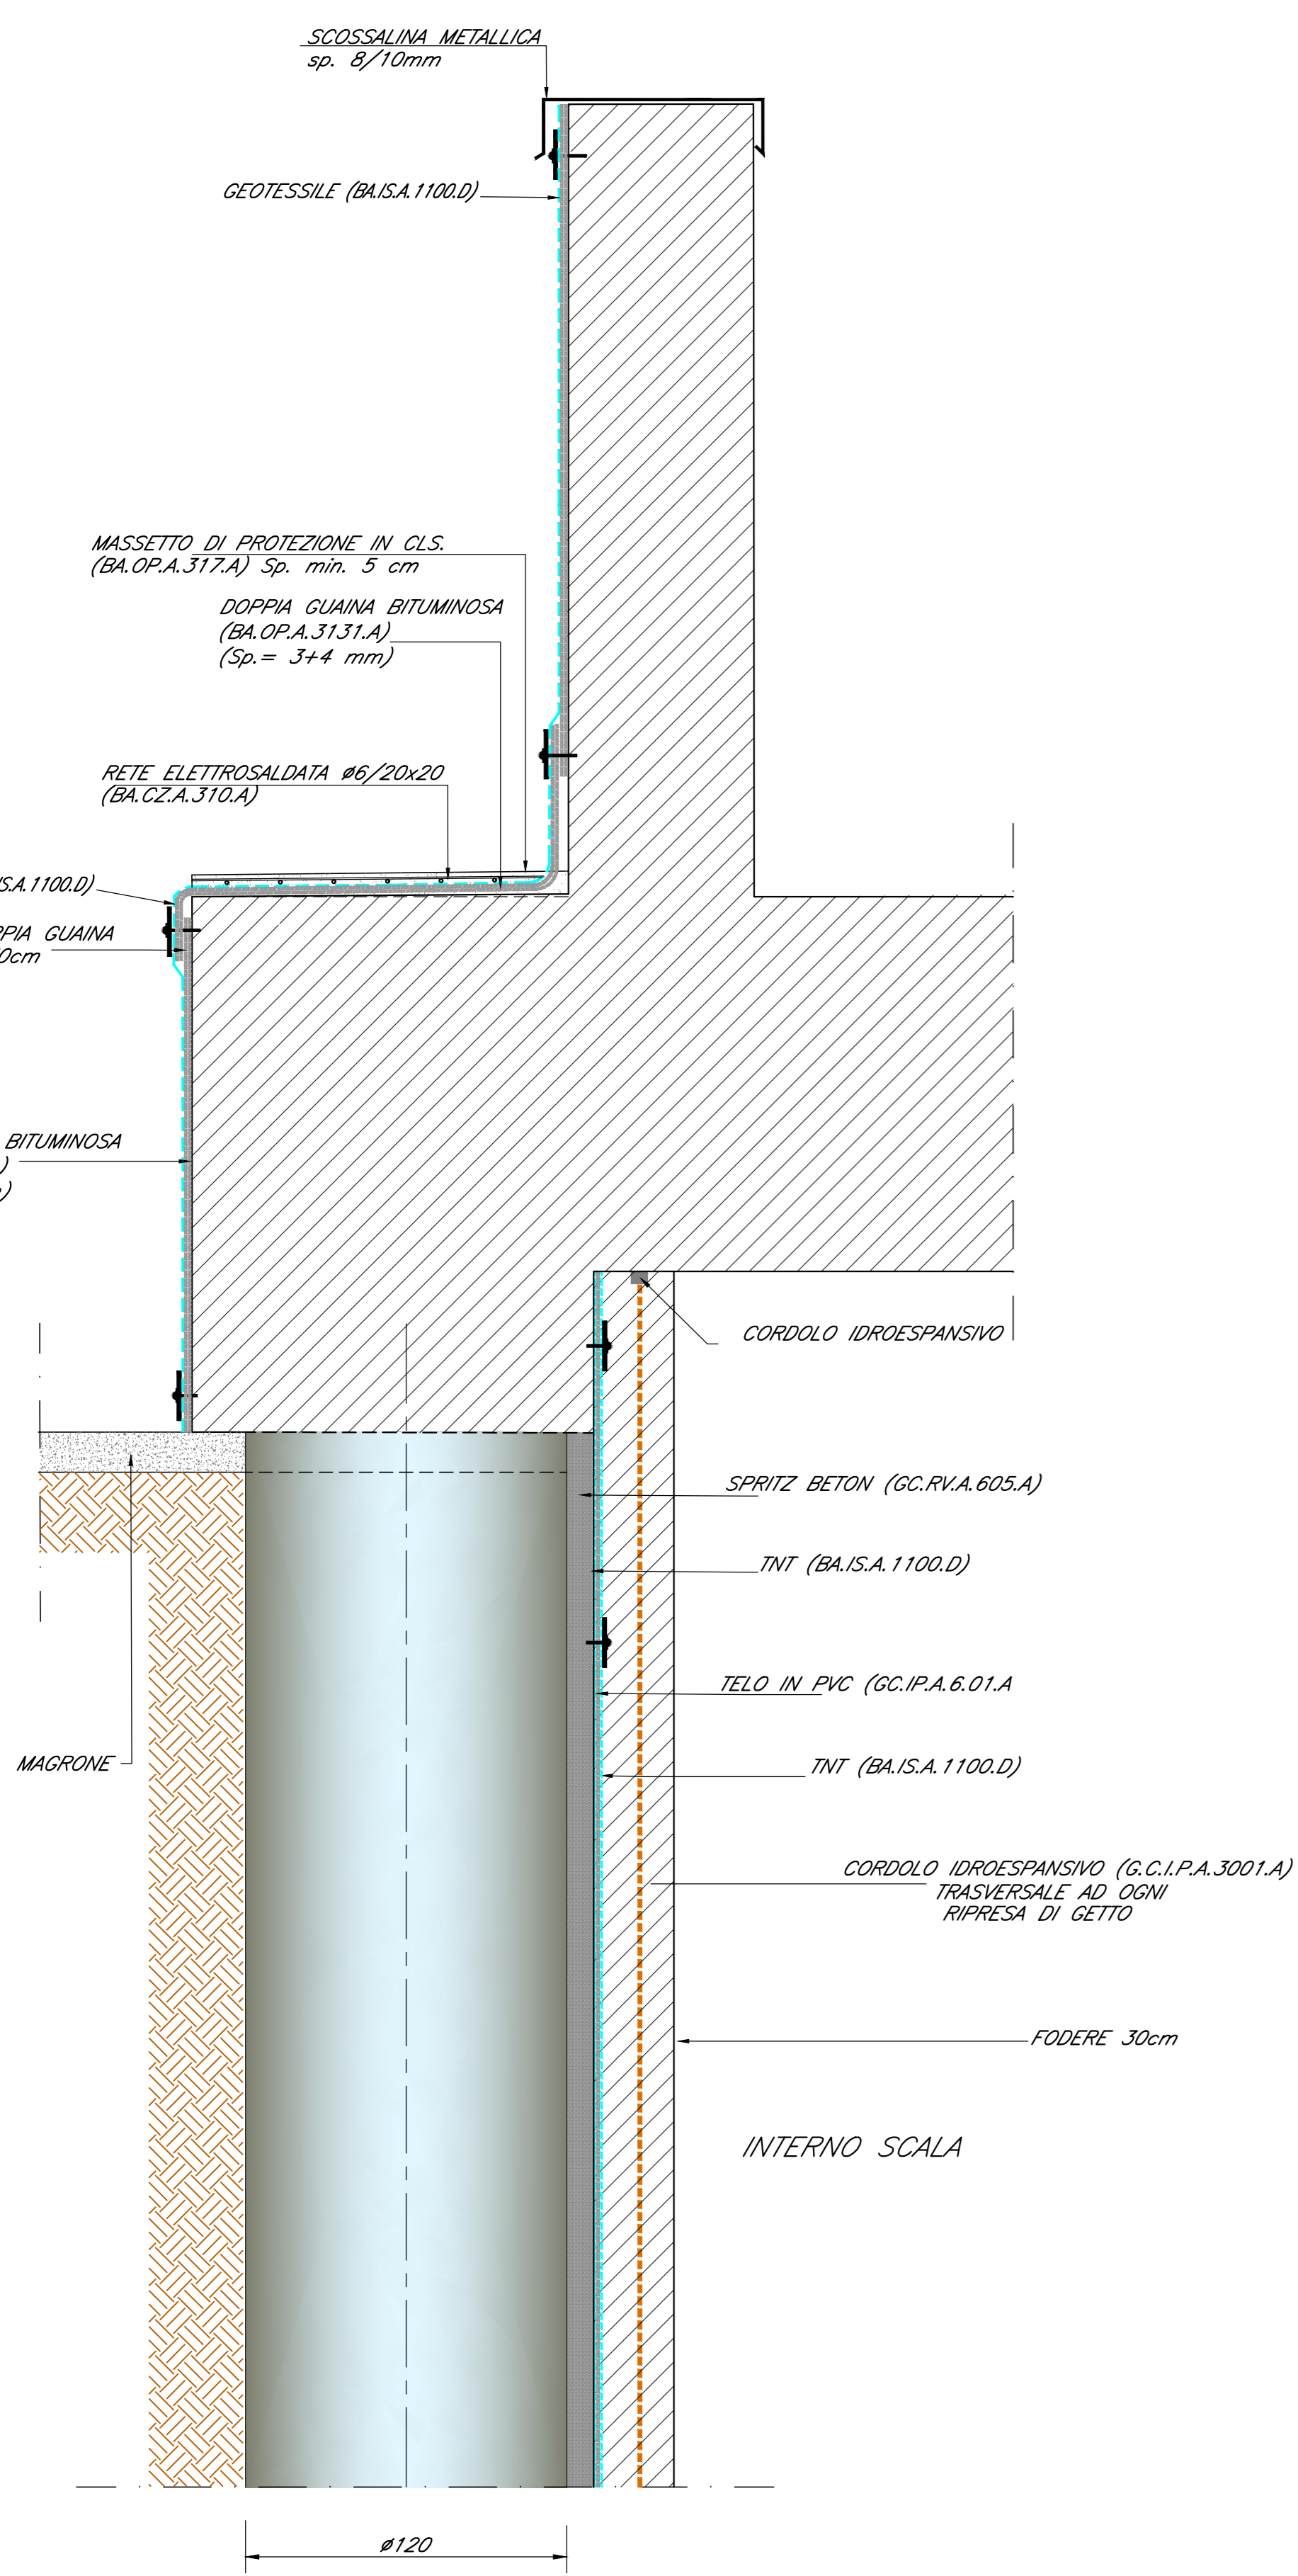 SCOSSALINA METALLICA
sp. 8/10mm
GEOTESSILE (BA.IS.A.1100.D)
MASSETTO DI PROTEZIONE IN CLS.
(BA.OP.A.317.A) Sp. min. 5 cm
DOPPIA GUAINA BITUMINOSA
(BA.OP.A.3131.A)
(Sp.= 3+4 mm)
RETE ELETTROSALDATA ø6/20x20
(BA.CZ.A.310.A)
S.A.1100.D)
PPIA GUAINA
0cm
BITUMINOSA
)
)
CORDOLO IDROESPANSIVO
SPRITZ BETON (GC.RV.A.605.A)
TNT (BA.IS.A.1100.D)
TELO IN PVC (GC.IP.A.6.01.A
MAGRONE
TNT (BA.IS.A.1100.D)
CORDOLO IDROESPANSIVO (G.C.I.P.A.3001.A)
TRASVERSALE AD OGNI
RIPRESA DI GETTO
FODERE 30cm
INTERNO SCALA
ø120